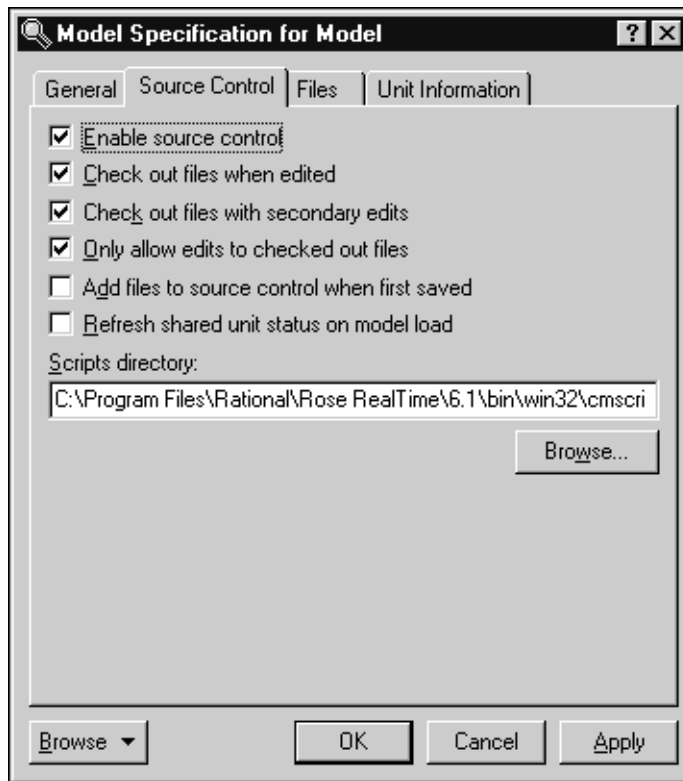 Model Specification for Model
General Source Control Files Unit Information
Enable source control
Check out files when edited
Check out files with secondary edits
Only allow edits to checked out files
Add files to source control when first saved
Refresh shared unit status on model load
Scripts directory:
C:\Program Files\Rational\Rose RealTime\6.1\bin\win32\cmscri
Browse...
Browse OK Cancel Apply